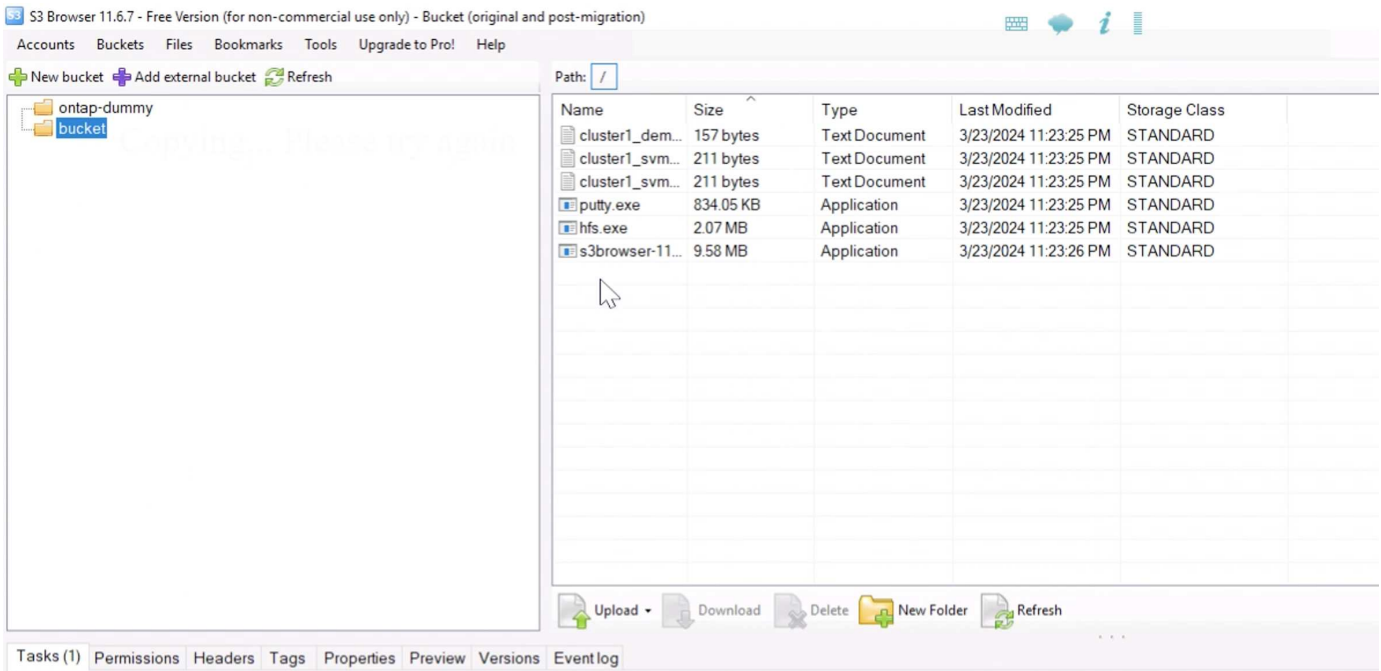 S3 Browser 11.6.7 - Free Version (for non-commercial use only) - Bucket (original and post-migration)
Accounts Buckets Files Bookmarks Tools Upgrade to Pro! Help
New bucket Add external bucket Refresh
Path: /
ontap-dummy
bucket
Copying... Please try again
Name Size Type Last Modified Storage Class
cluster1_dem... 157 bytes Text Document 3/23/2024 11:23:25 PM STANDARD
cluster1_svm... 211 bytes Text Document 3/23/2024 11:23:25 PM STANDARD
cluster1_svm... 211 bytes Text Document 3/23/2024 11:23:25 PM STANDARD
putty.exe 834.05 KB Application 3/23/2024 11:23:25 PM STANDARD
hfs.exe 2.07 MB Application 3/23/2024 11:23:25 PM STANDARD
s3browser-11... 9.58 MB Application 3/23/2024 11:23:26 PM STANDARD
Upload Download Delete New Folder Refresh
Tasks (1) Permissions Headers Tags Properties Preview Versions Eventlog